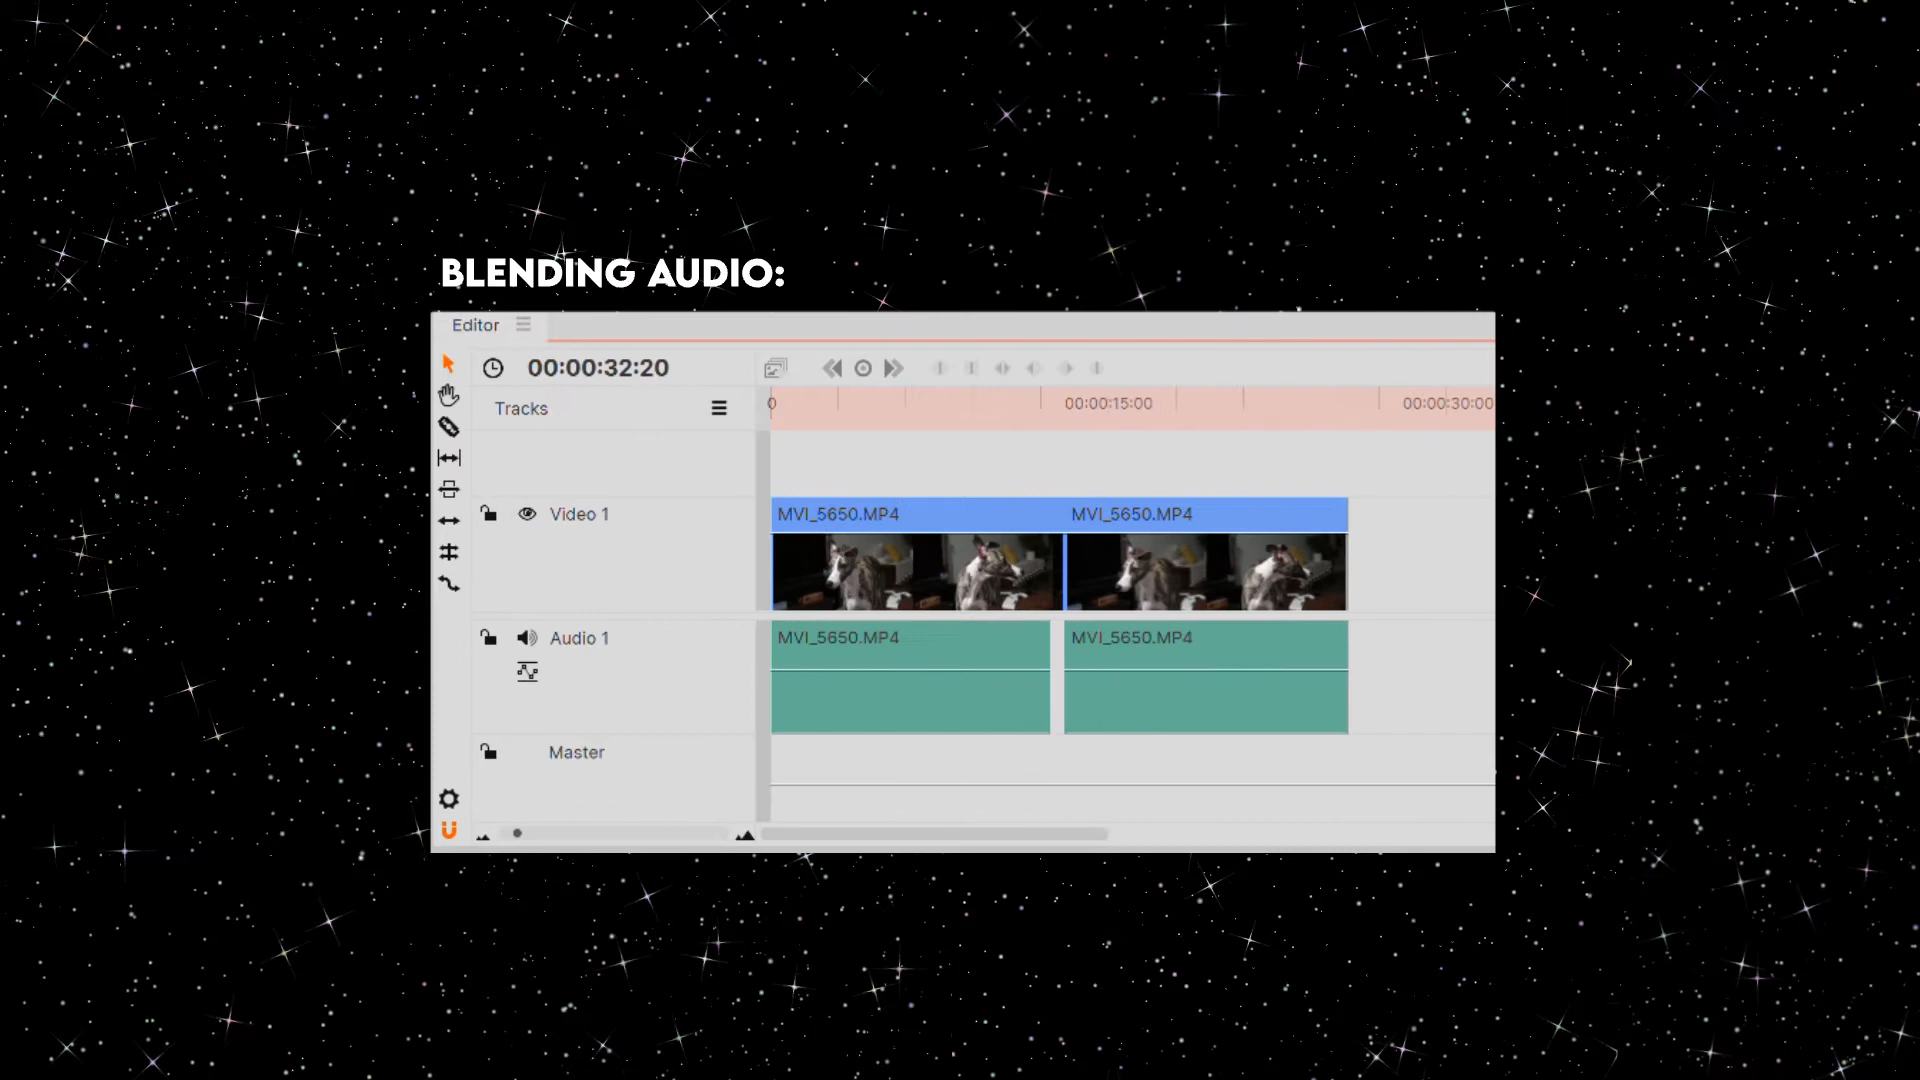 BLENDING AUDIO:
Editor
00:00:32:20
Tracks
0 00:00:15:00 00:00:30:00
Video 1
MVI_5650.MP4 MVI_5650.MP4
Audio 1
MVI_5650.MP4 MVI_5650.MP4
Master